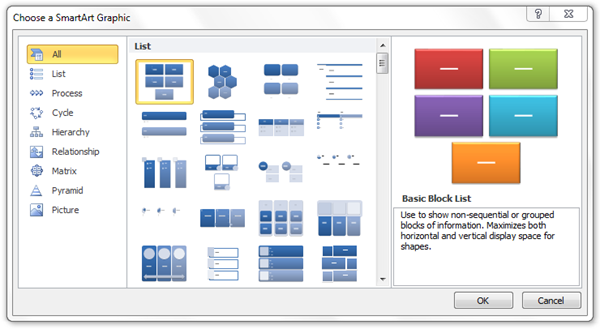 Choose a SmartArt Graphic
All
List
Process
Cycle
Hierarchy
Relationship
Matrix
Pyramid
Picture
List
Basic Block List
Use to show non-sequential or grouped
blocks of information. Maximizes both
horizontal and vertical display space for
shapes.
OK
Cancel